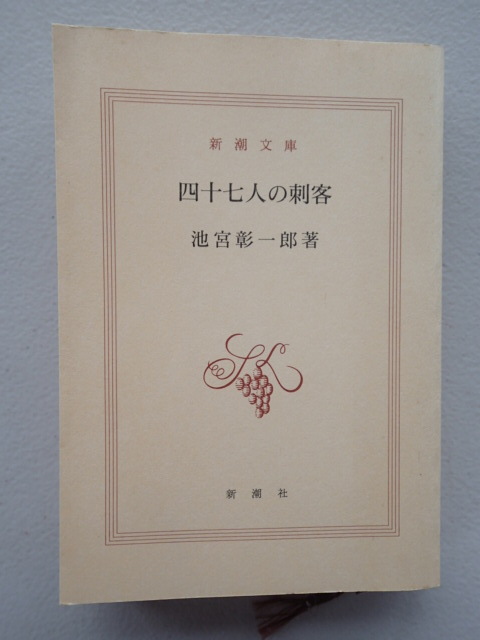 新潮文庫
四十七人の刺客
池宮彰一郎著
新潮社